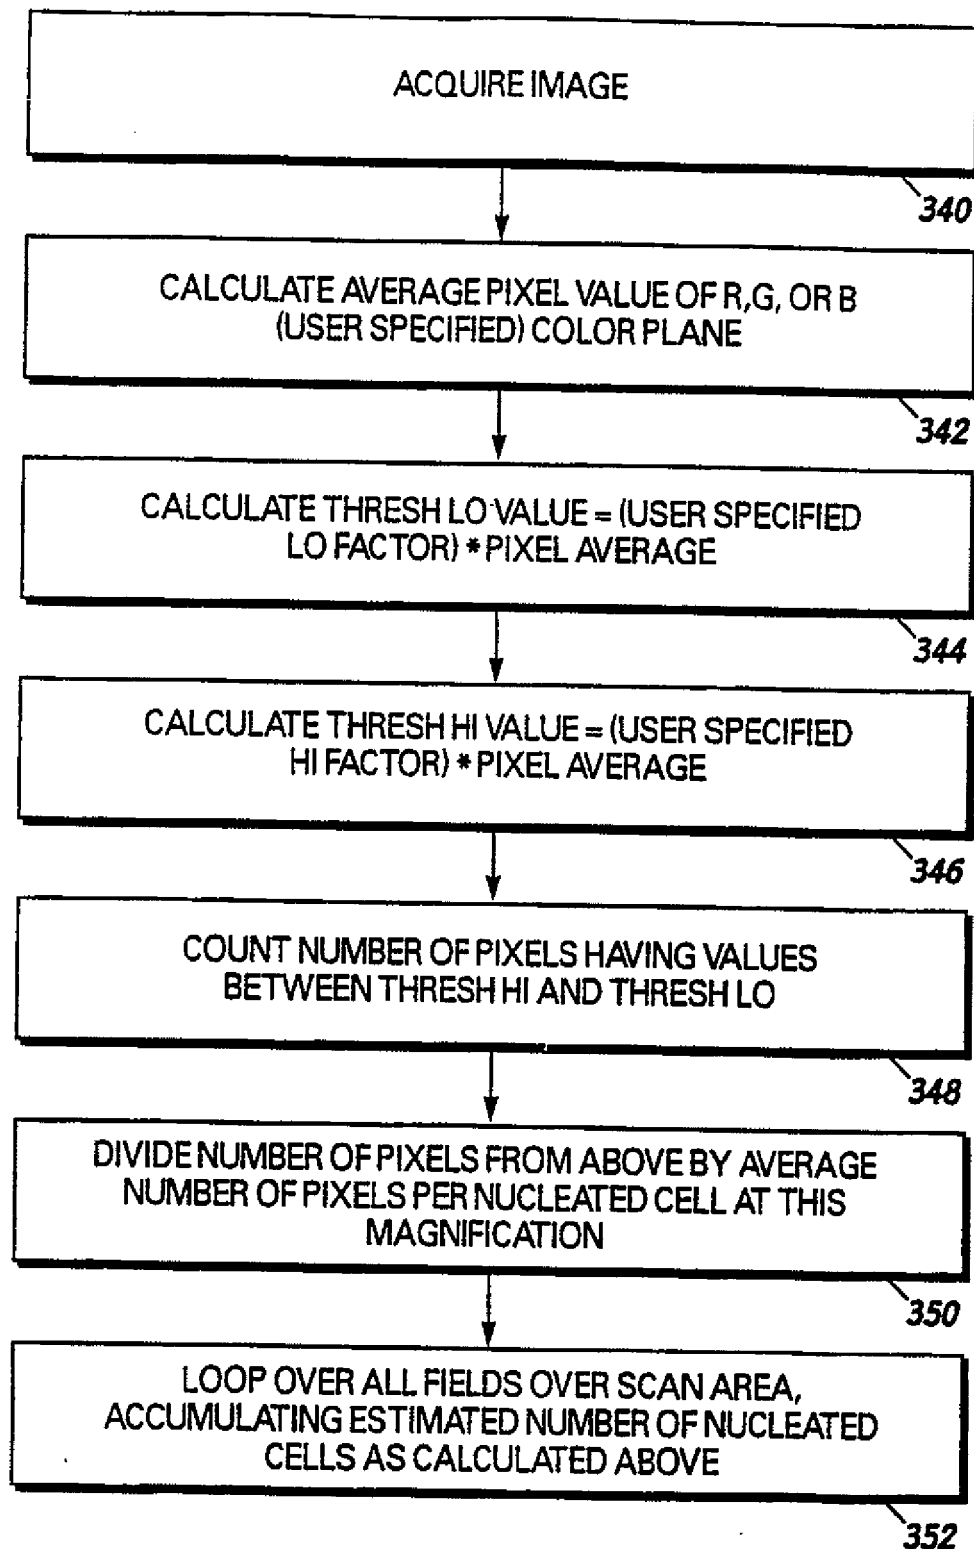 ACQUIRE IMAGE
340
CALCULATE AVERAGE PIXEL VALUE OF R,G, OR B
(USER SPECIFIED) COLOR PLANE
342
CALCULATE THRESH LO VALUE = (USER SPECIFIED
LO FACTOR) * PIXEL AVERAGE
344
CALCULATE THRESH HI VALUE = (USER SPECIFIED
HI FACTOR) * PIXEL AVERAGE
346
COUNT NUMBER OF PIXELS HAVING VALUES
BETWEEN THRESH HI AND THRESH LO
348
DIVIDE NUMBER OF PIXELS FROM ABOVE BY AVERAGE
NUMBER OF PIXELS PER NUCLEATED CELL AT THIS
MAGNIFICATION
350
LOOP OVER ALL FIELDS OVER SCAN AREA,
ACCUMULATING ESTIMATED NUMBER OF NUCLEATED
CELLS AS CALCULATED ABOVE
352